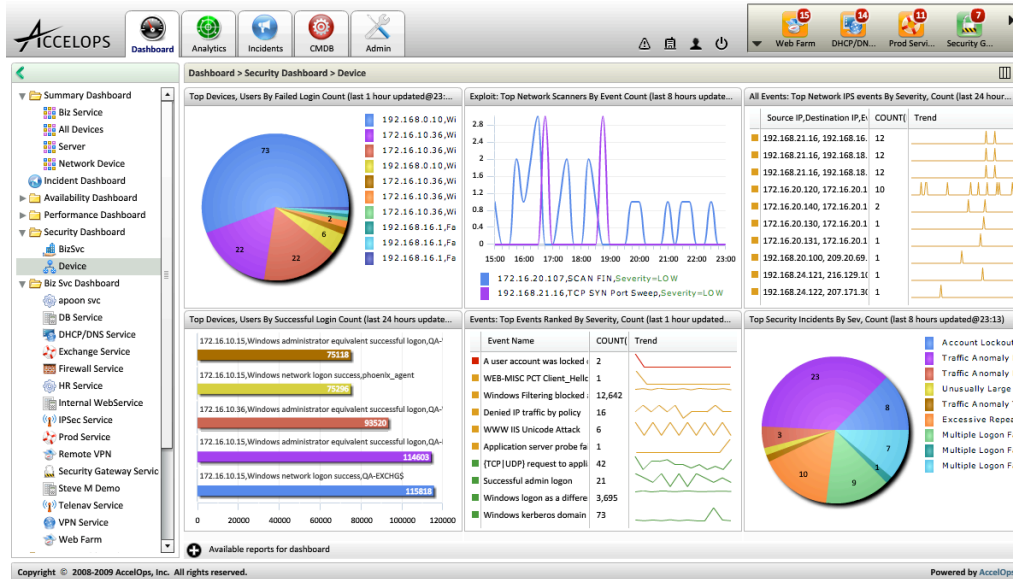 ACCELOPS
Dashboard
Analytics
Incidents
CMDB
Admin
15
14
11
7
Web Farm
DHCP/DN...
Prod Servi...
Security G...
Dashboard > Security Dashboard > Device
Summary Dashboard
Biz Service
All Devices
Server
Network Device
Incident Dashboard
Availability Dashboard
Performance Dashboard
Security Dashboard
BizSvc
Device
Biz Svc Dashboard
apoon svc
DB Service
DHCP/DNS Service
Exchange Service
Firewall Service
HR Service
Internal WebService
IPSec Service
Prod Service
Remote VPN
Security Gateway Servic
Steve M Demo
Telenav Service
VPN Service
Web Farm
Top Devices, Users By Failed Login Count (last 1 hour updated@23:...
73
22
22
6
2
192.168.0.10,Wi
172.16.10.36,Wi
172.16.10.36,Wi
192.168.0.10,Wi
172.16.10.36,Wi
172.16.10.36,Wi
172.16.10.36,Wi
192.168.16.1,Fa
192.168.16.1,Fa
192.168.16.1,Fa
Exploit: Top Network Scanners By Event Count (last 8 hours update...
2.8
2.4
2
1.6
1.2
0.8
0.4
0
15:00 16:00 17:00 18:00 19:00 20:00 21:00 22:00 23:00
172.16.20.107,SCAN FIN,Severity=LOW
192.168.21.16,TCP SYN Port Sweep,Severity=LOW
All Events: Top Network IPS events By Severity, Count (last 24 hour...
Source IP,Destination IP,Ev COUNT( Trend
192.168.21.16, 192.168.16. 12
192.168.21.16, 192.168.18. 12
192.168.21.16, 192.168.18. 12
172.16.20.120, 172.16.20.1 10
172.16.20.140, 172.16.20.1 2
172.16.20.130, 172.16.20.1 1
172.16.20.131, 172.16.20.1 1
192.168.20.100, 209.20.69. 1
192.168.24.121, 216.129.10 1
192.168.24.122, 207.171.30 1
Top Devices, Users By Successful Login Count (last 24 hours update...
172.16.10.15,Windows administrator equivalent successful logon,QA-
75118
172.16.10.15,Windows network logon success,phoenix_agent
75296
172.16.10.36,Windows administrator equivalent successful logon,QA-
93520
172.16.10.15,Windows administrator equivalent successful logon,QA-
114603
172.16.10.15,Windows network logon success,QA-EXCHG$
115818
0 20000 40000 60000 80000 100000 120000
Events: Top Events Ranked By Severity, Count (last 1 hour updated...
Event Name COUNT( Trend
A user account was locked 2
WEB-MISC PCT Client_Hello 1
Windows Filtering blocked 12,642
Denied IP traffic by policy 16
WWW IIS Unicode Attack 6
Application server probe fa 1
{TCP|UDP} request to appli 42
Successful admin logon 21
Windows logon as a differe 3,695
Windows kerberos domain 73
Top Security Incidents By Sev, Count (last 8 hours updated@23:13)
23
8
7
1
9
10
3
Account Lockout
Traffic Anomaly
Traffic Anomaly
Unusually Large
Traffic Anomaly
Excessive Repea
Multiple Logon Fa
Multiple Logon Fa
Multiple Logon Fa
Available reports for dashboard
Copyright © 2008-2009 AccelOps, Inc. All rights reserved.
Powered by AccelOps